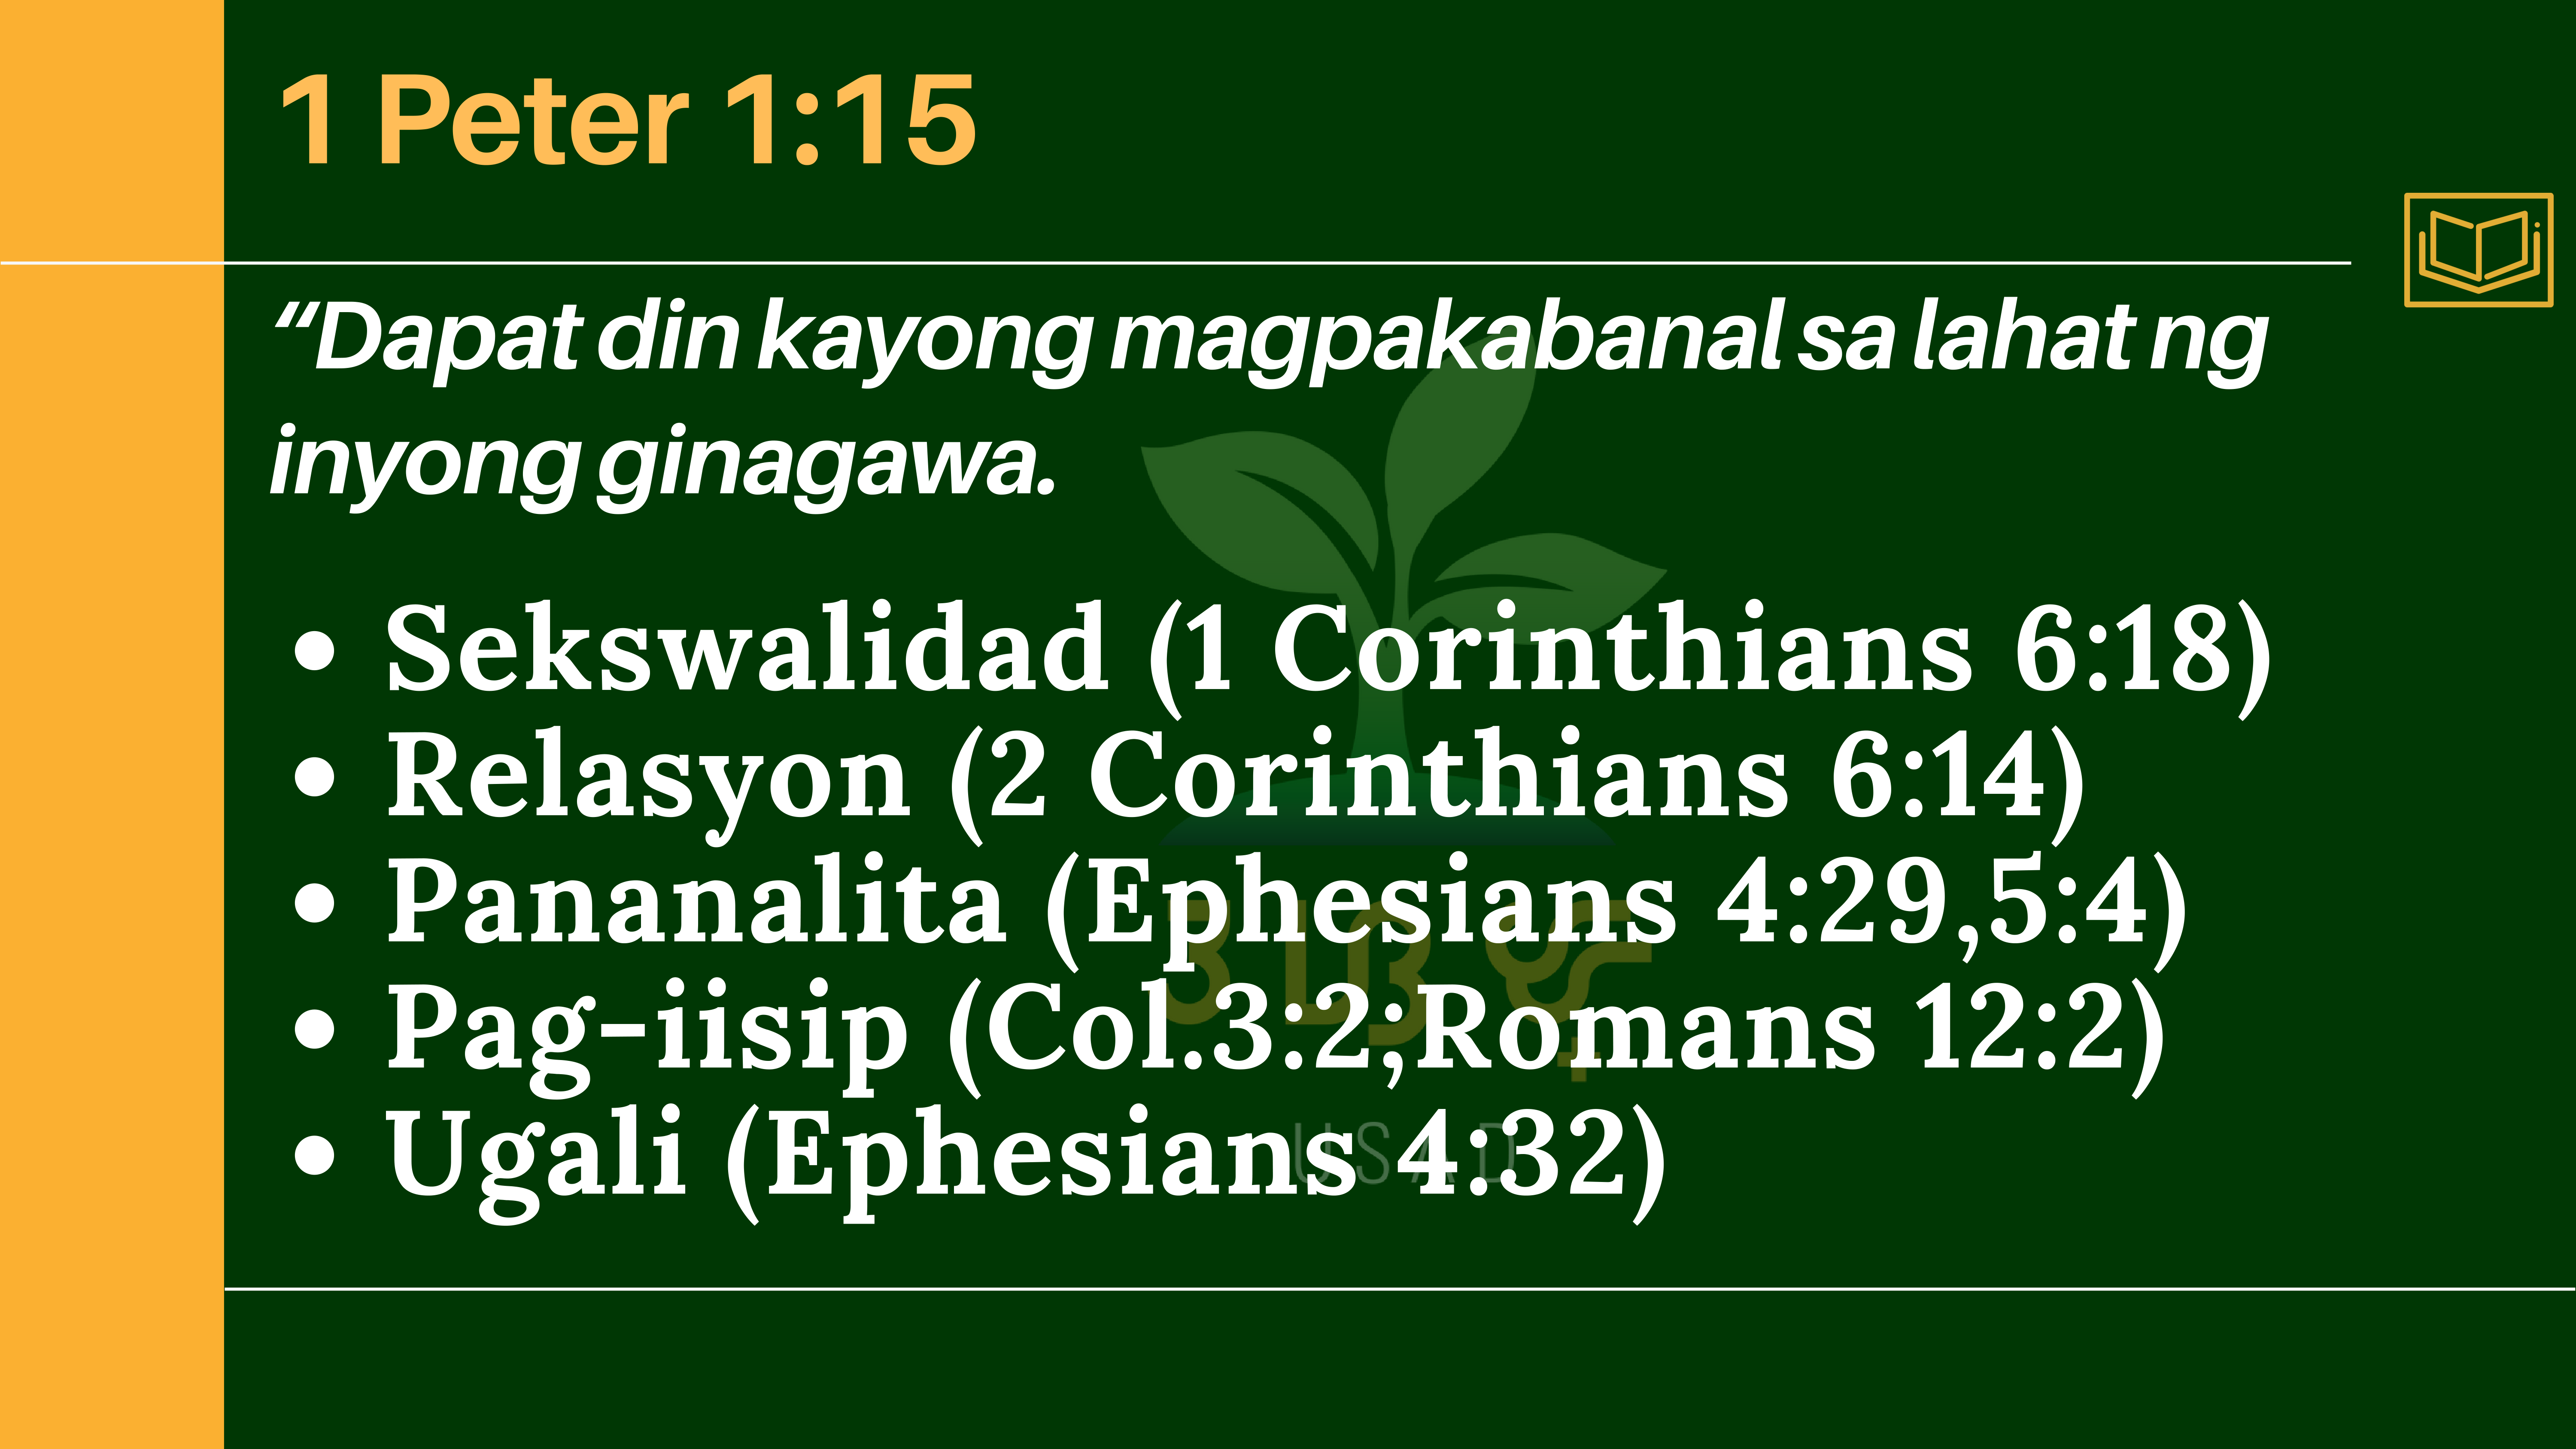 1 Peter 1:15
“Dapat din kayong magpakabanal sa lahat ng
inyong ginagawa.
• Sekswalidad (1 Corinthians 6:18)
• Relasyon (2 Corinthians 6:14)
• Pananalita (Ephesians 4:29,5:4)
• Pag-iisip (Col.3:2;Romans 12:2)
• Ugali (Ephesians 4:32)
USAD